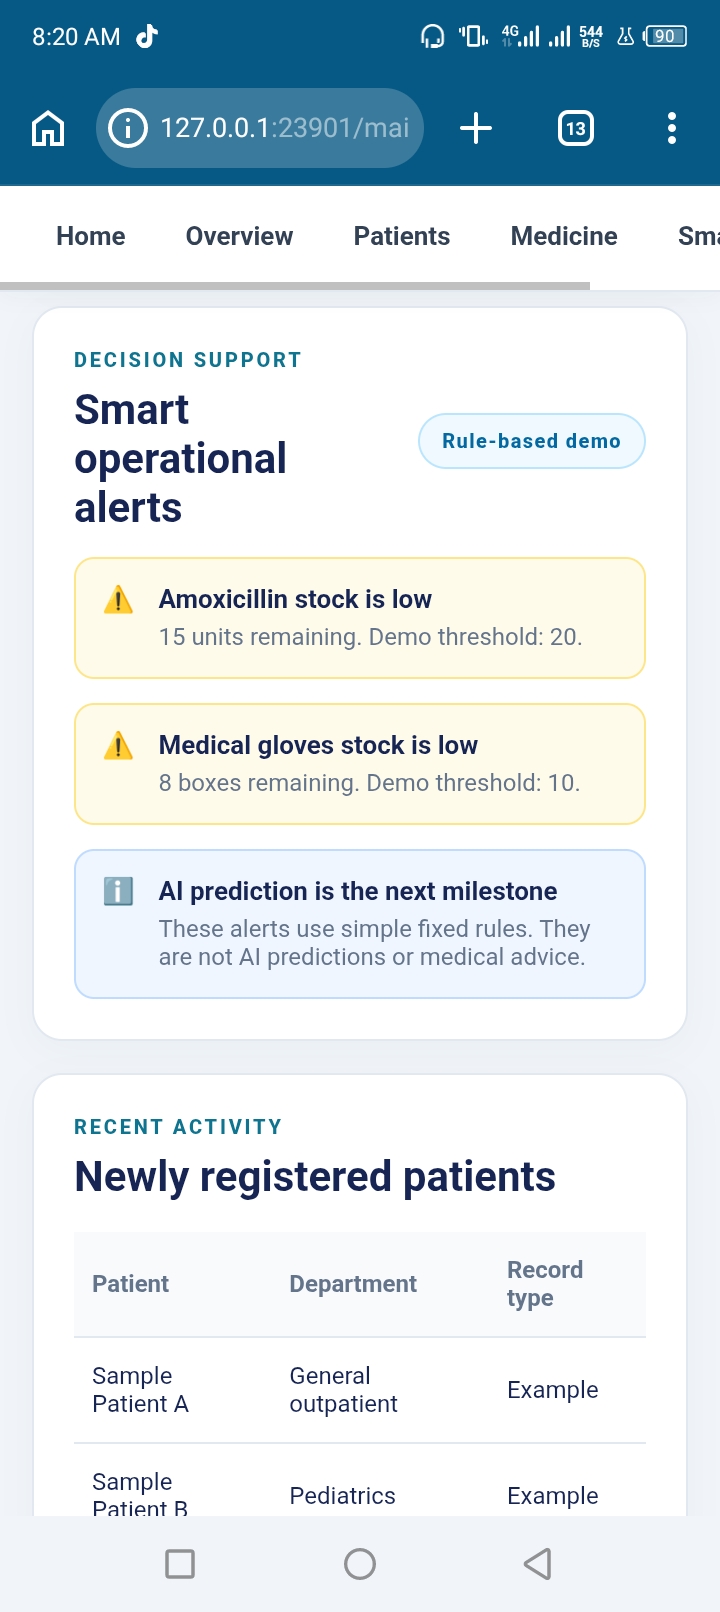 8:20 AM
4G
544
B/S
90
127.0.0.1:23901/mai
13
Home
Overview
Patients
Medicine
Sma
DECISION SUPPORT
Smart
operational
alerts
Rule-based demo
Amoxicillin stock is low
15 units remaining. Demo threshold: 20.
Medical gloves stock is low
8 boxes remaining. Demo threshold: 10.
AI prediction is the next milestone
These alerts use simple fixed rules. They
are not AI predictions or medical advice.
RECENT ACTIVITY
Newly registered patients
Patient
Department
Record
type
Sample
Patient A
General
outpatient
Example
Sample
Patient B
Pediatrics
Example